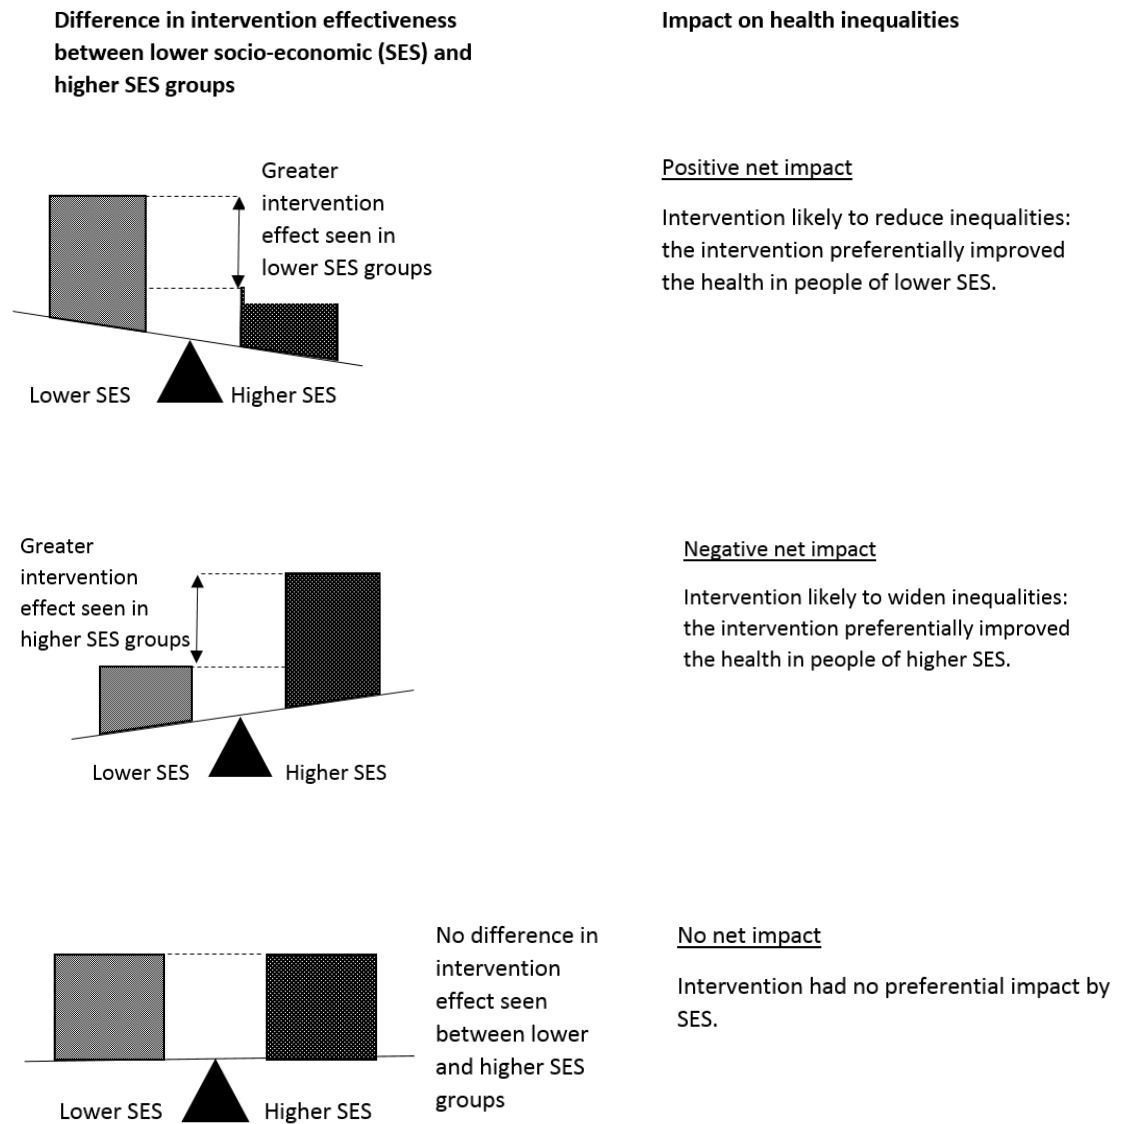 Difference in intervention effectiveness
between lower socio-economic (SES) and
higher SES groups
Impact on health inequalities
Greater
intervention
effect seen in
lower SES groups
Lower SES
Higher SES
Positive net impact
Intervention likely to reduce inequalities:
the intervention preferentially improved
the health in people of lower SES.
Greater
intervention
effect seen in
higher SES groups
Lower SES
Higher SES
Negative net impact
Intervention likely to widen inequalities:
the intervention preferentially improved
the health in people of higher SES.
No difference in
intervention
effect seen
between lower
and higher SES
groups
Lower SES
Higher SES
No net impact
Intervention had no preferential impact by
SES.